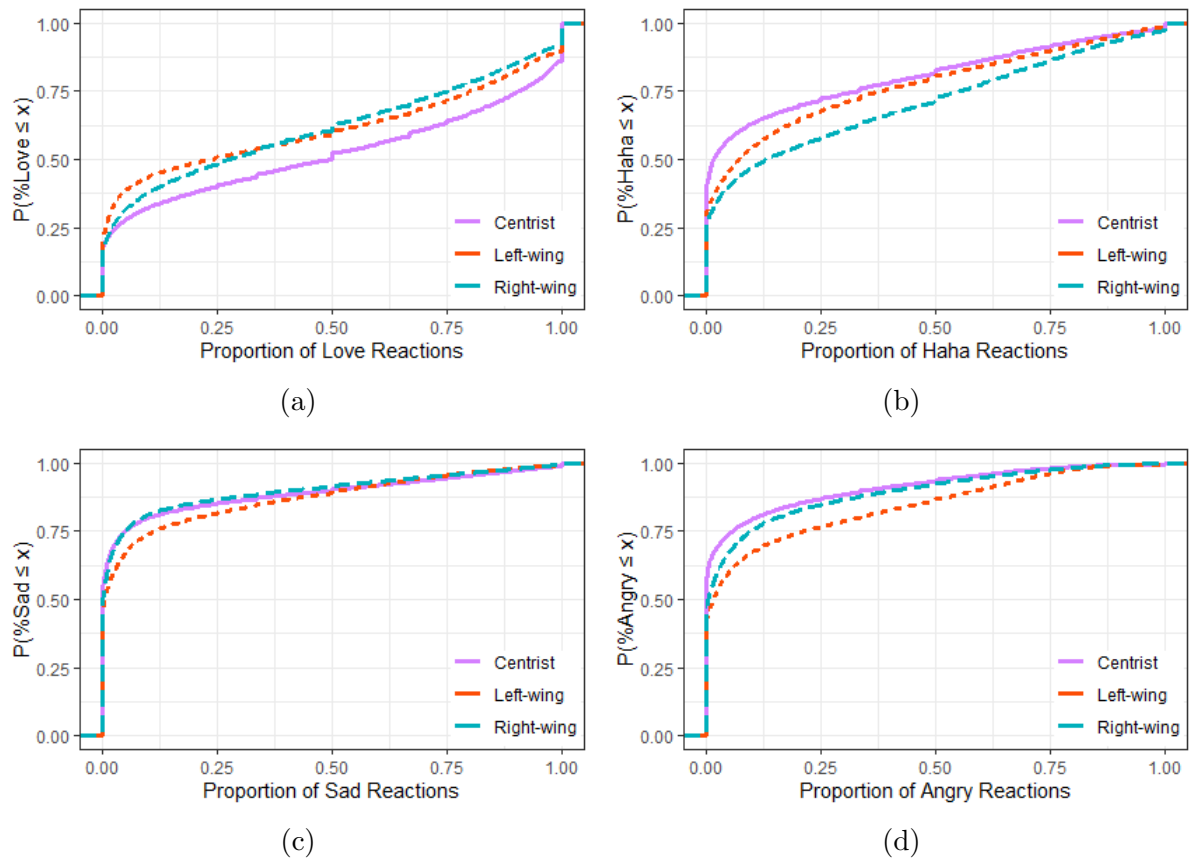 1.00
0.75
0.50
0.25
0.00
P(%Love ≤ x)
Centrist
Left-wing
Right-wing
0.00 0.25 0.50 0.75 1.00
Proportion of Love Reactions
(a)
1.00
0.75
0.50
0.25
0.00
P(%Haha ≤ x)
Centrist
Left-wing
Right-wing
0.00 0.25 0.50 0.75 1.00
Proportion of Haha Reactions
(b)
1.00
0.75
0.50
0.25
0.00
P(%Sad ≤ x)
Centrist
Left-wing
Right-wing
0.00 0.25 0.50 0.75 1.00
Proportion of Sad Reactions
(c)
1.00
0.75
0.50
0.25
0.00
P(%Angry ≤ x)
Centrist
Left-wing
Right-wing
0.00 0.25 0.50 0.75 1.00
Proportion of Angry Reactions
(d)